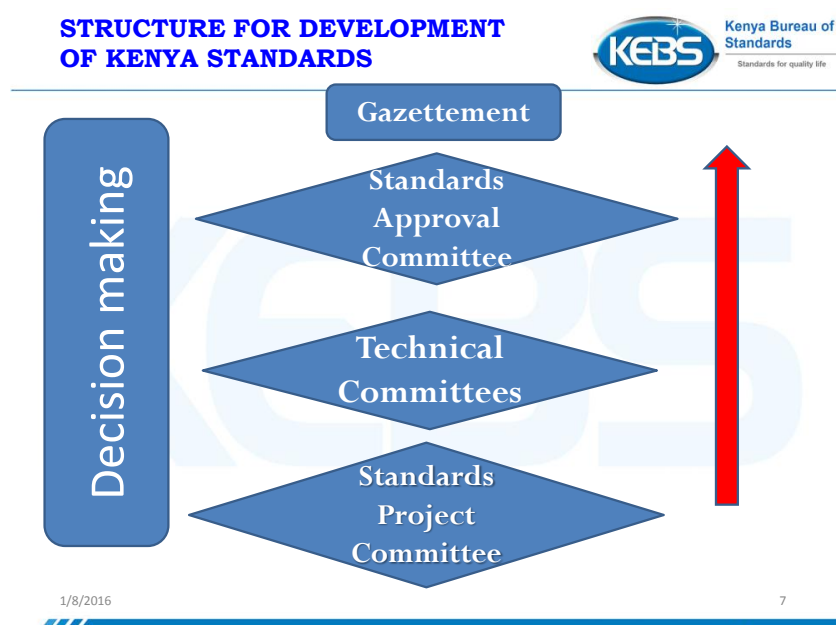 STRUCTURE FOR DEVELOPMENT
OF KENYA STANDARDS
KEBS
Kenya Bureau of
Standards
Standards for quality life
Gazettement
Decision making
Standards
Approval
Committee
Technical
Committees
Standards
Project
Committee
KEBS
1/8/2016
7